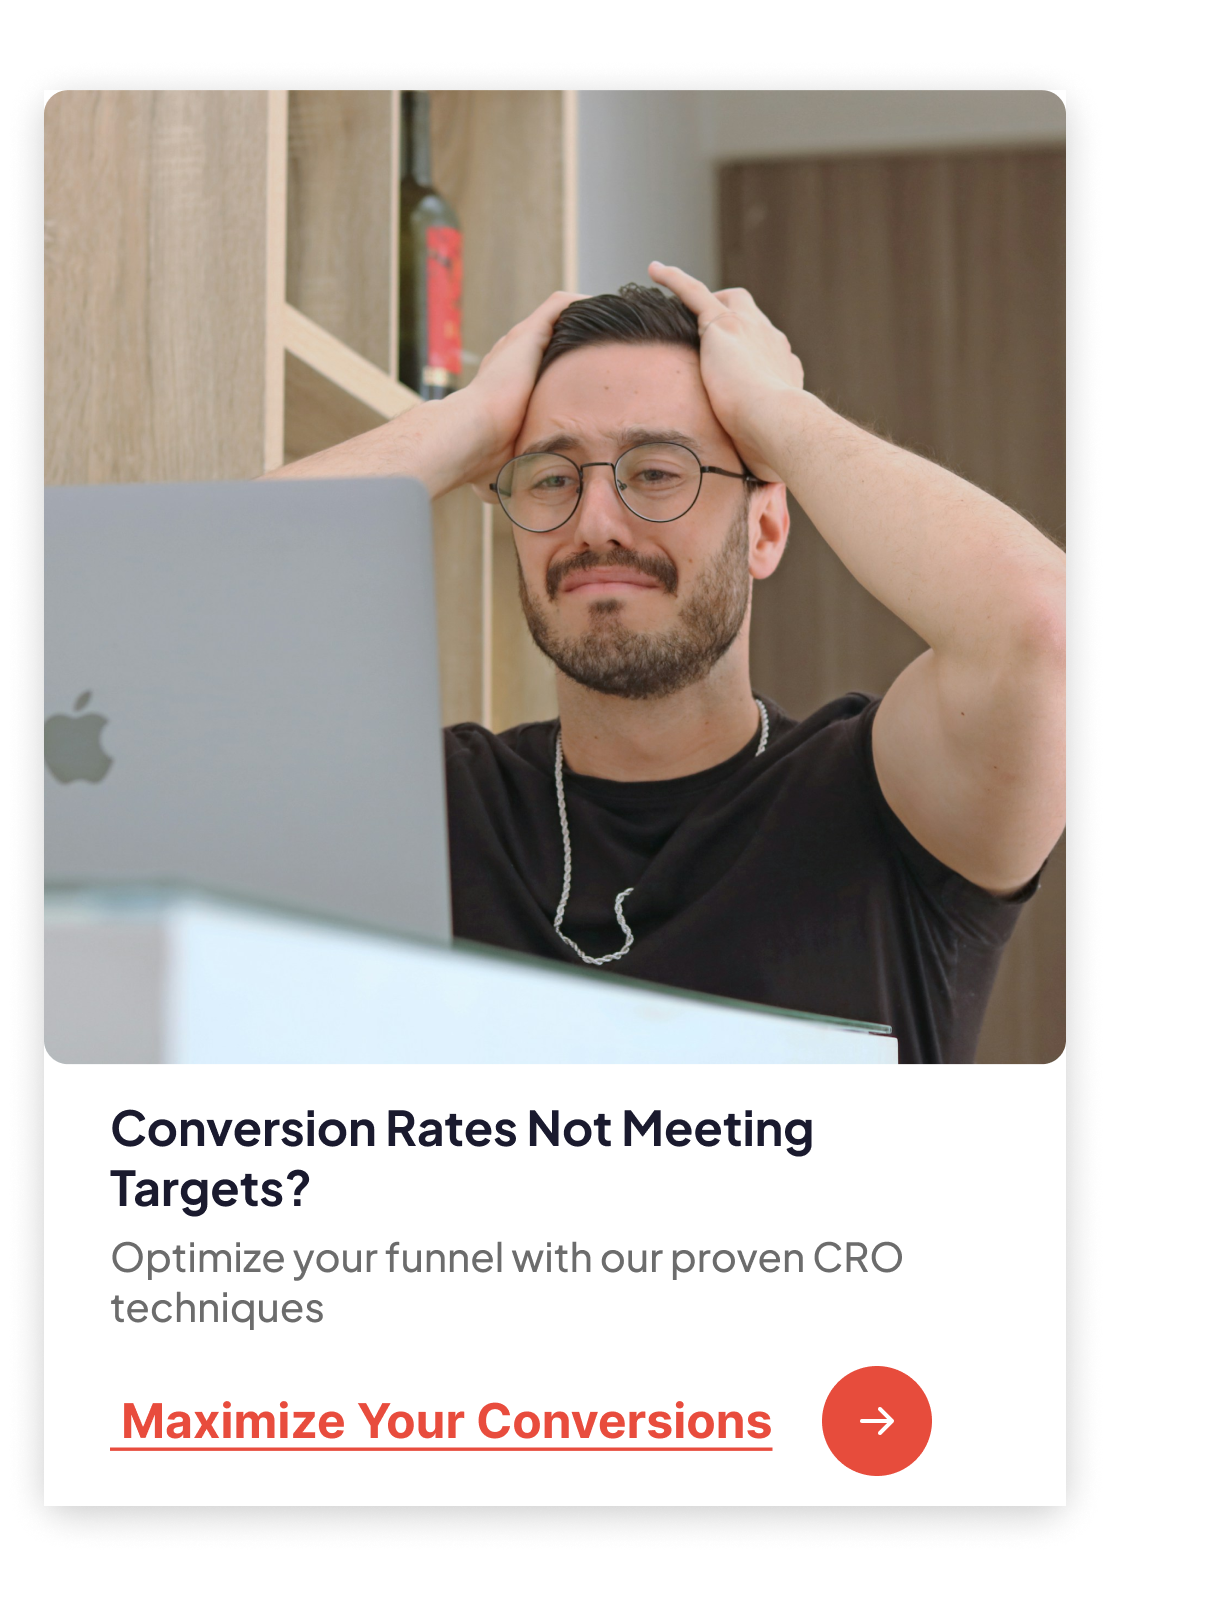 Conversion Rates Not Meeting
Targets?
Optimize your funnel with our proven CRO
techniques
Maximize Your Conversions